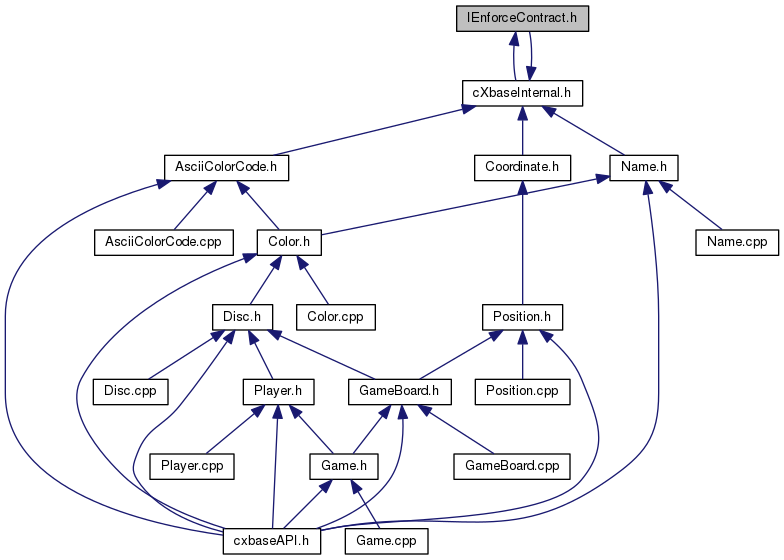 IEnforceContract.h
cXbaseInternal.h
AsciiColorCode.h
Coordinate.h
Name.h
AsciiColorCode.cpp
Color.h
Name.cpp
Disc.h
Color.cpp
Position.h
Disc.cpp
Player.h
GameBoard.h
Position.cpp
Player.cpp
Game.h
GameBoard.cpp
cxbaseAPI.h
Game.cpp